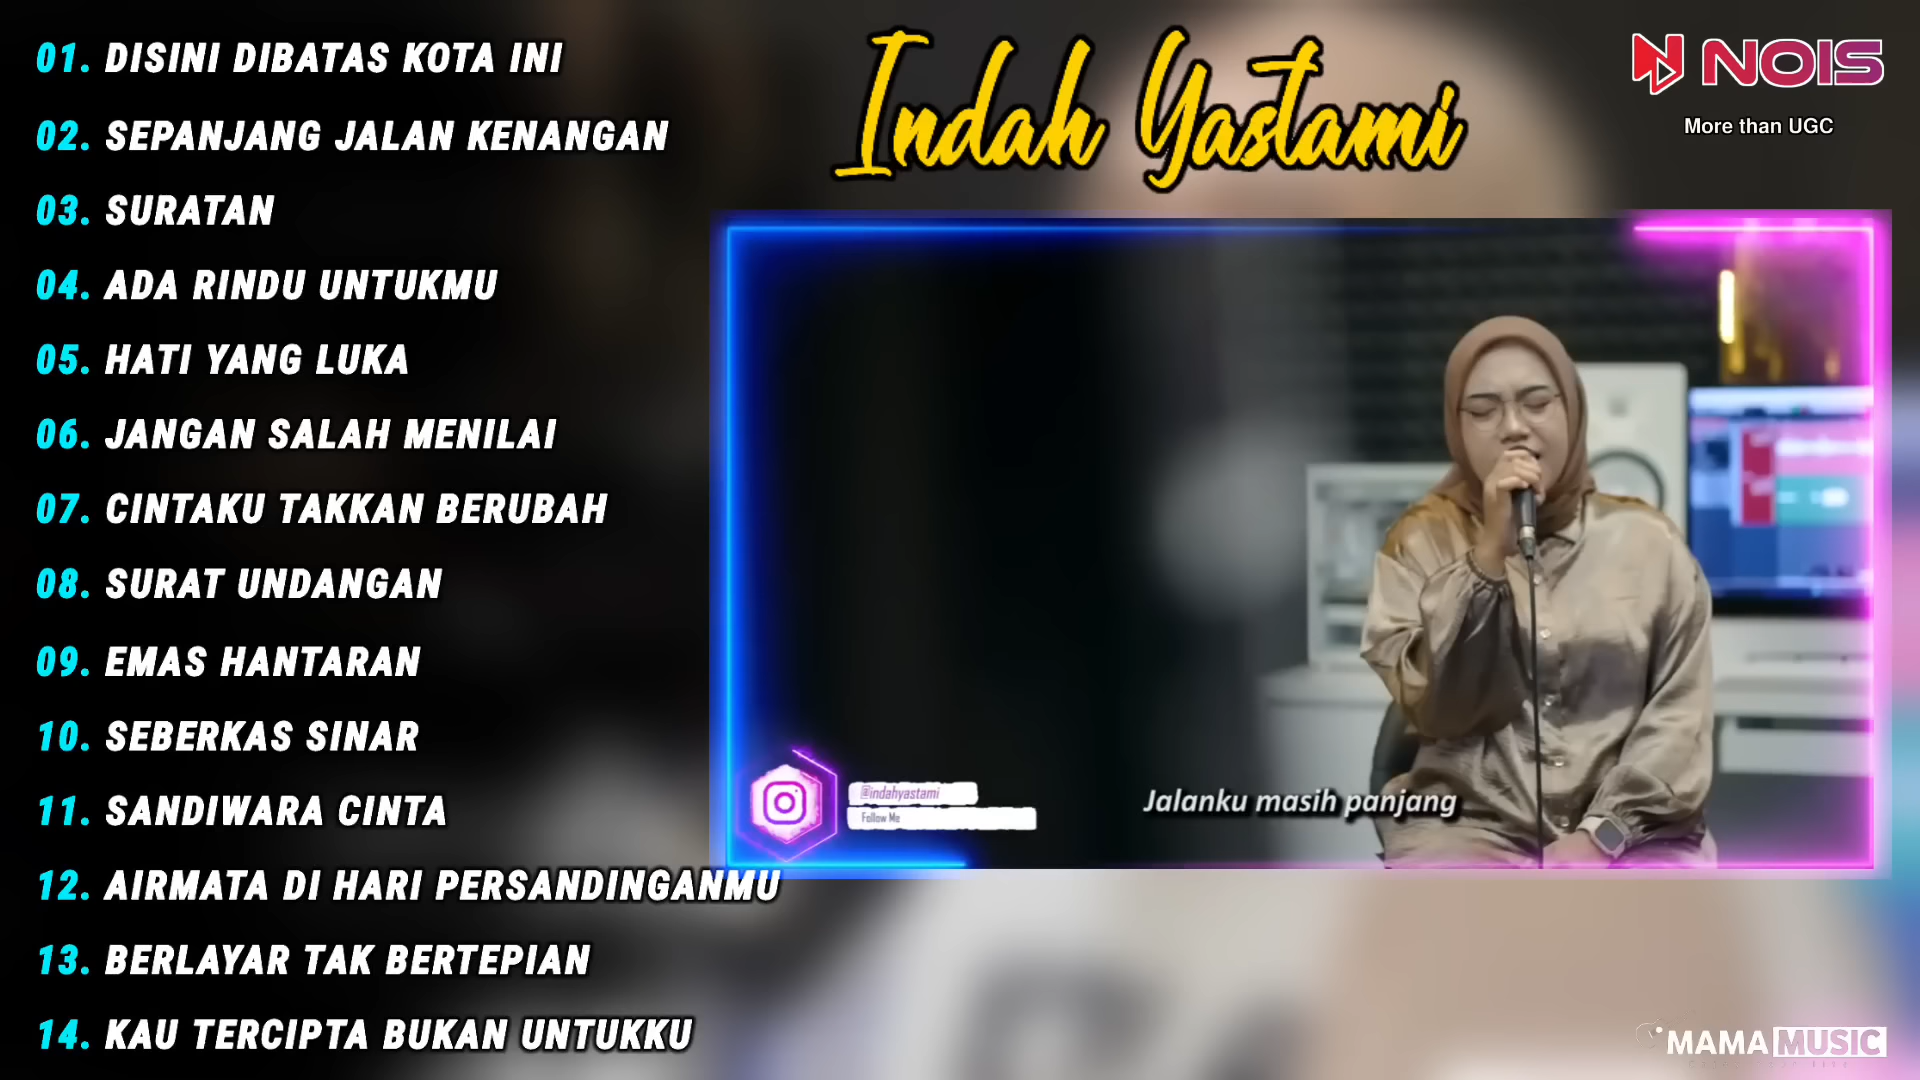 01. DISINI DIBATAS KOTA INI
02. SEPANJANG JALAN KENANGAN
03. SURATAN
04. ADA RINDU UNTUKMU
05. HATI YANG LUKA
06. JANGAN SALAH MENILAI
07. CINTAKU TAKKAN BERUBAH
08. SURAT UNDANGAN
09. EMAS HANTARAN
10. SEBERKAS SINAR
11. SANDIWARA CINTA
12. AIRMATA DI HARI PERSANDINGANMU
13. BERLAYAR TAK BERTEPIAN
14. KAU TERCIPTA BUKAN UNTUKKU
Indah Yastami
NOIS
More than UGC
@indahyastami
Follow Me
Jalanku masih panjang
MAMA MUSIC